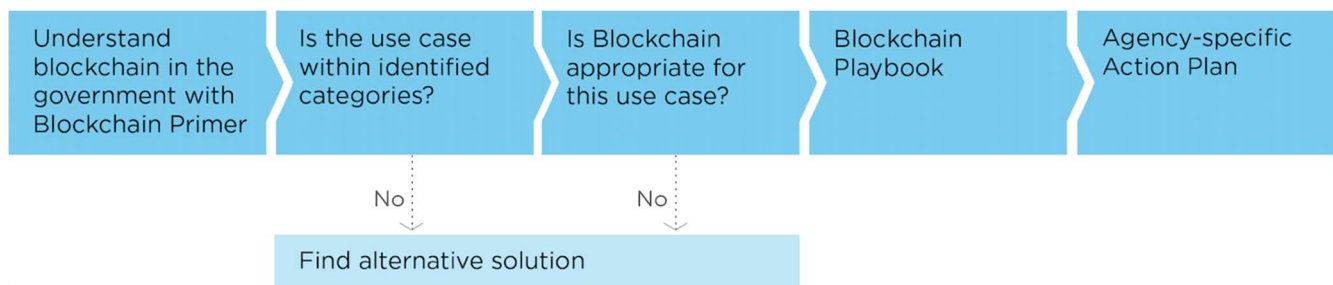 Understand
blockchain in the
government with
Blockchain Primer
Is the use case
within identified
categories?
Is Blockchain
appropriate for
this use case?
Blockchain
Playbook
Agency-specific
Action Plan
No
No
Find alternative solution